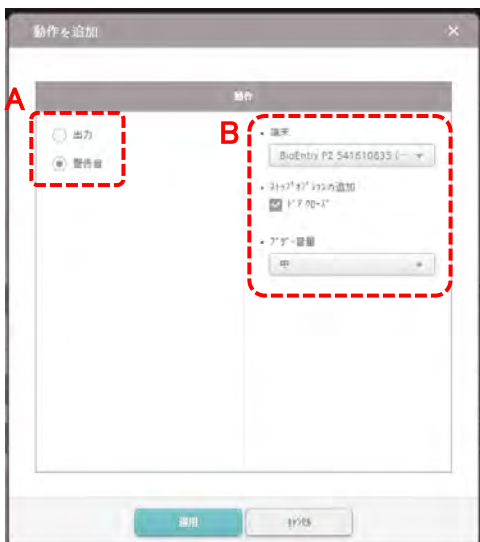 動作を追加
×
動作
A
出力
警告音
B
• 端末
BioEntry P2 541610835 (–
• ｽﾄｯﾌﾟｵﾌﾟｼｮﾝの追加
ﾄﾞｱ ｸﾛｰｽﾞ
• ﾌﾞｻﾞｰ音量
中
適用
ｷｬﾝｾﾙ